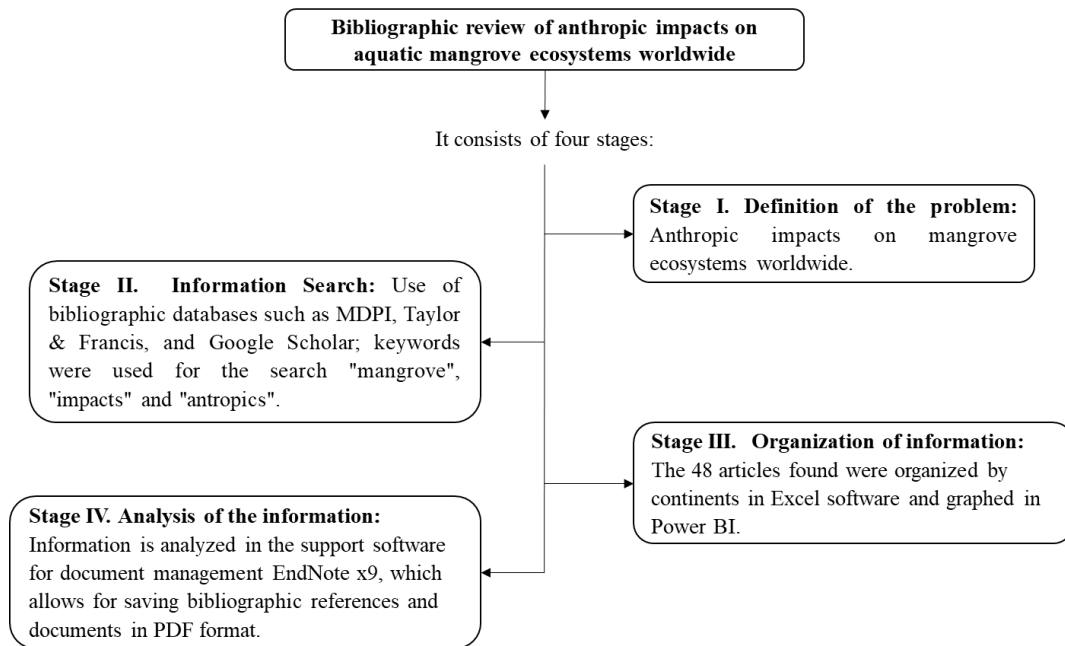 Bibliographic review of anthropic impacts on
aquatic mangrove ecosystems worldwide
It consists of four stages:
Stage I. Definition of the problem:
Anthropic impacts on mangrove
ecosystems worldwide.
Stage II. Information Search: Use of
bibliographic databases such as MDPI, Taylor
& Francis, and Google Scholar; keywords
were used for the search "mangrove",
"impacts" and "antropics".
Stage III. Organization of information:
The 48 articles found were organized by
continents in Excel software and graphed in
Power BI.
Stage IV. Analysis of the information:
Information is analyzed in the support software
for document management EndNote x9, which
allows for saving bibliographic references and
documents in PDF format.